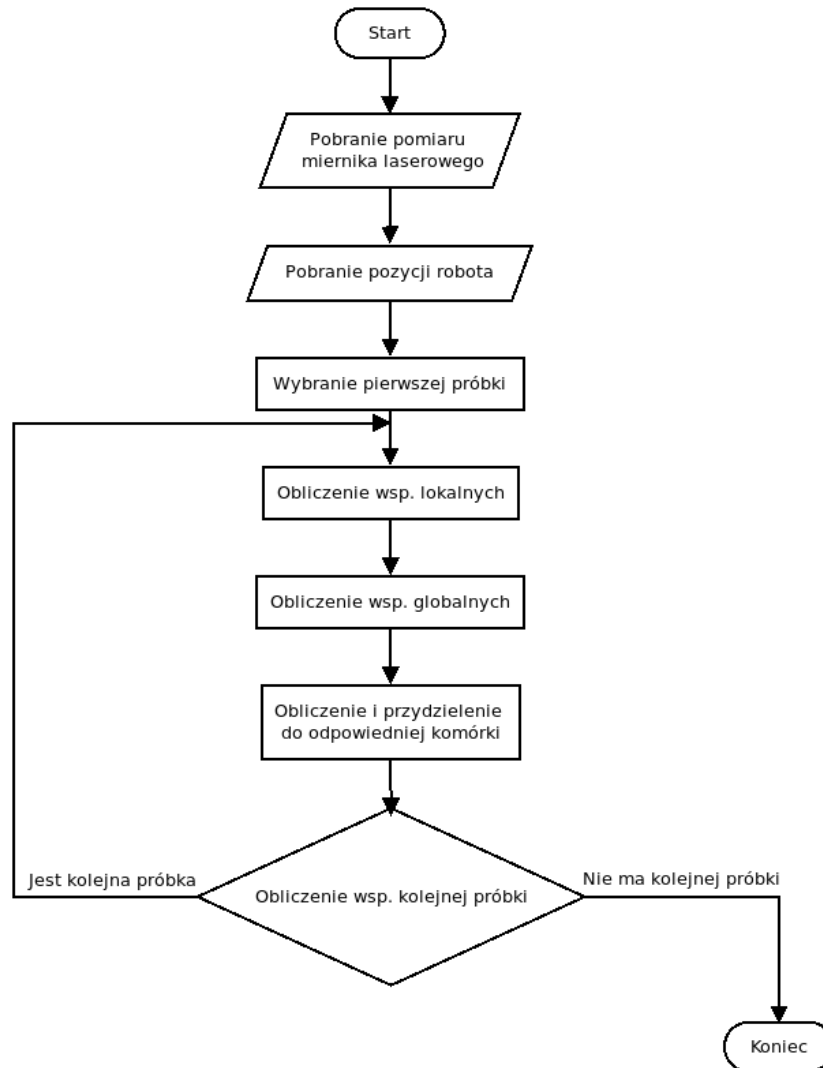 Start
Pobranie pomiaru
miernika laserowego
Pobranie pozycji robota
Wybranie pierwszej próbki
Obliczenie wsp. lokalnych
Obliczenie wsp. globalnych
Obliczenie i przydzielenie
do odpowiedniej komórki
Jest kolejna próbka
Obliczenie wsp. kolejnej próbki
Nie ma kolejnej próbki
Koniec